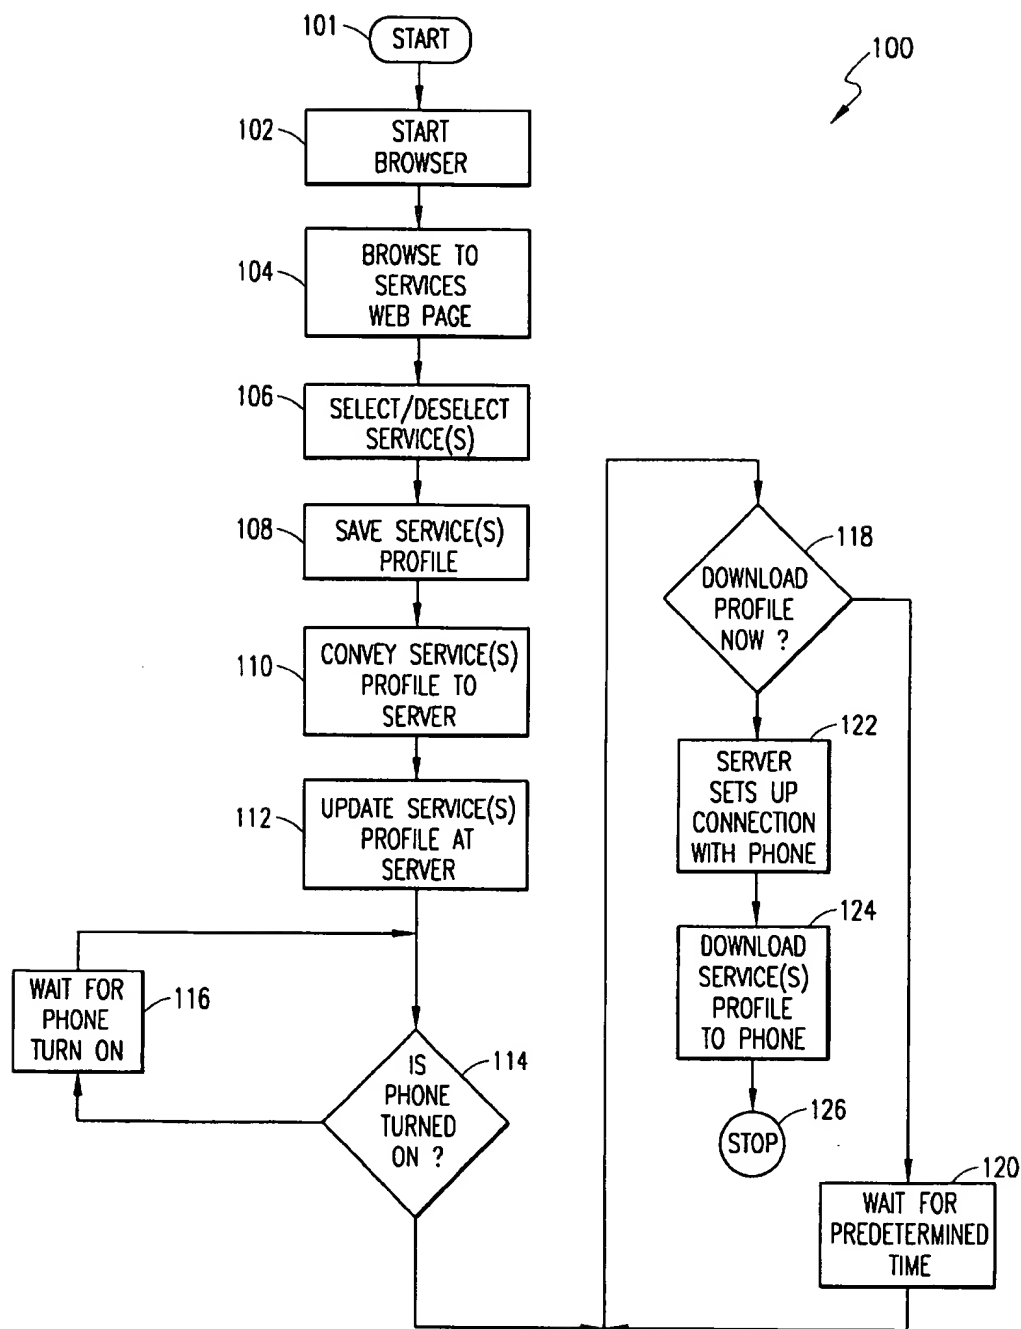 101
START
100
102
START
BROWSER
104
BROWSE TO
SERVICES
WEB PAGE
106
SELECT/DESELECT
SERVICE(S)
108
SAVE SERVICE(S)
PROFILE
110
CONVEY SERVICE(S)
PROFILE TO
SERVER
112
UPDATE SERVICE(S)
PROFILE AT
SERVER
WAIT FOR
PHONE
TURN ON
116
IS
PHONE
TURNED
ON ?
114
118
DOWNLOAD
PROFILE
NOW ?
122
SERVER
SETS UP
CONNECTION
WITH PHONE
124
DOWNLOAD
SERVICE(S)
PROFILE
TO PHONE
126
STOP
120
WAIT FOR
PREDETERMINED
TIME